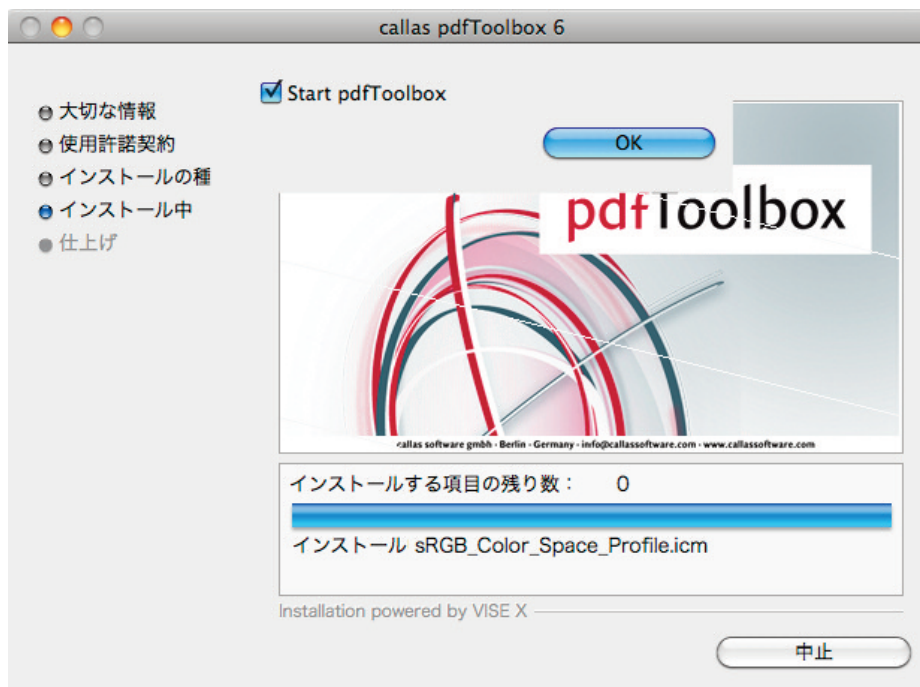 callas pdfToolbox 6
大切な情報
使用許諾契約
インストールの種
インストール中
仕上げ
Start pdfToolbox
OK
pdfToolbox
callas software gmbh · Berlin · Germany · info@callassoftware.com · www.callassoftware.com
インストールする項目の残り数： 0
インストール sRGB_Color_Space_Profile.icm
Installation powered by VISE X
中止